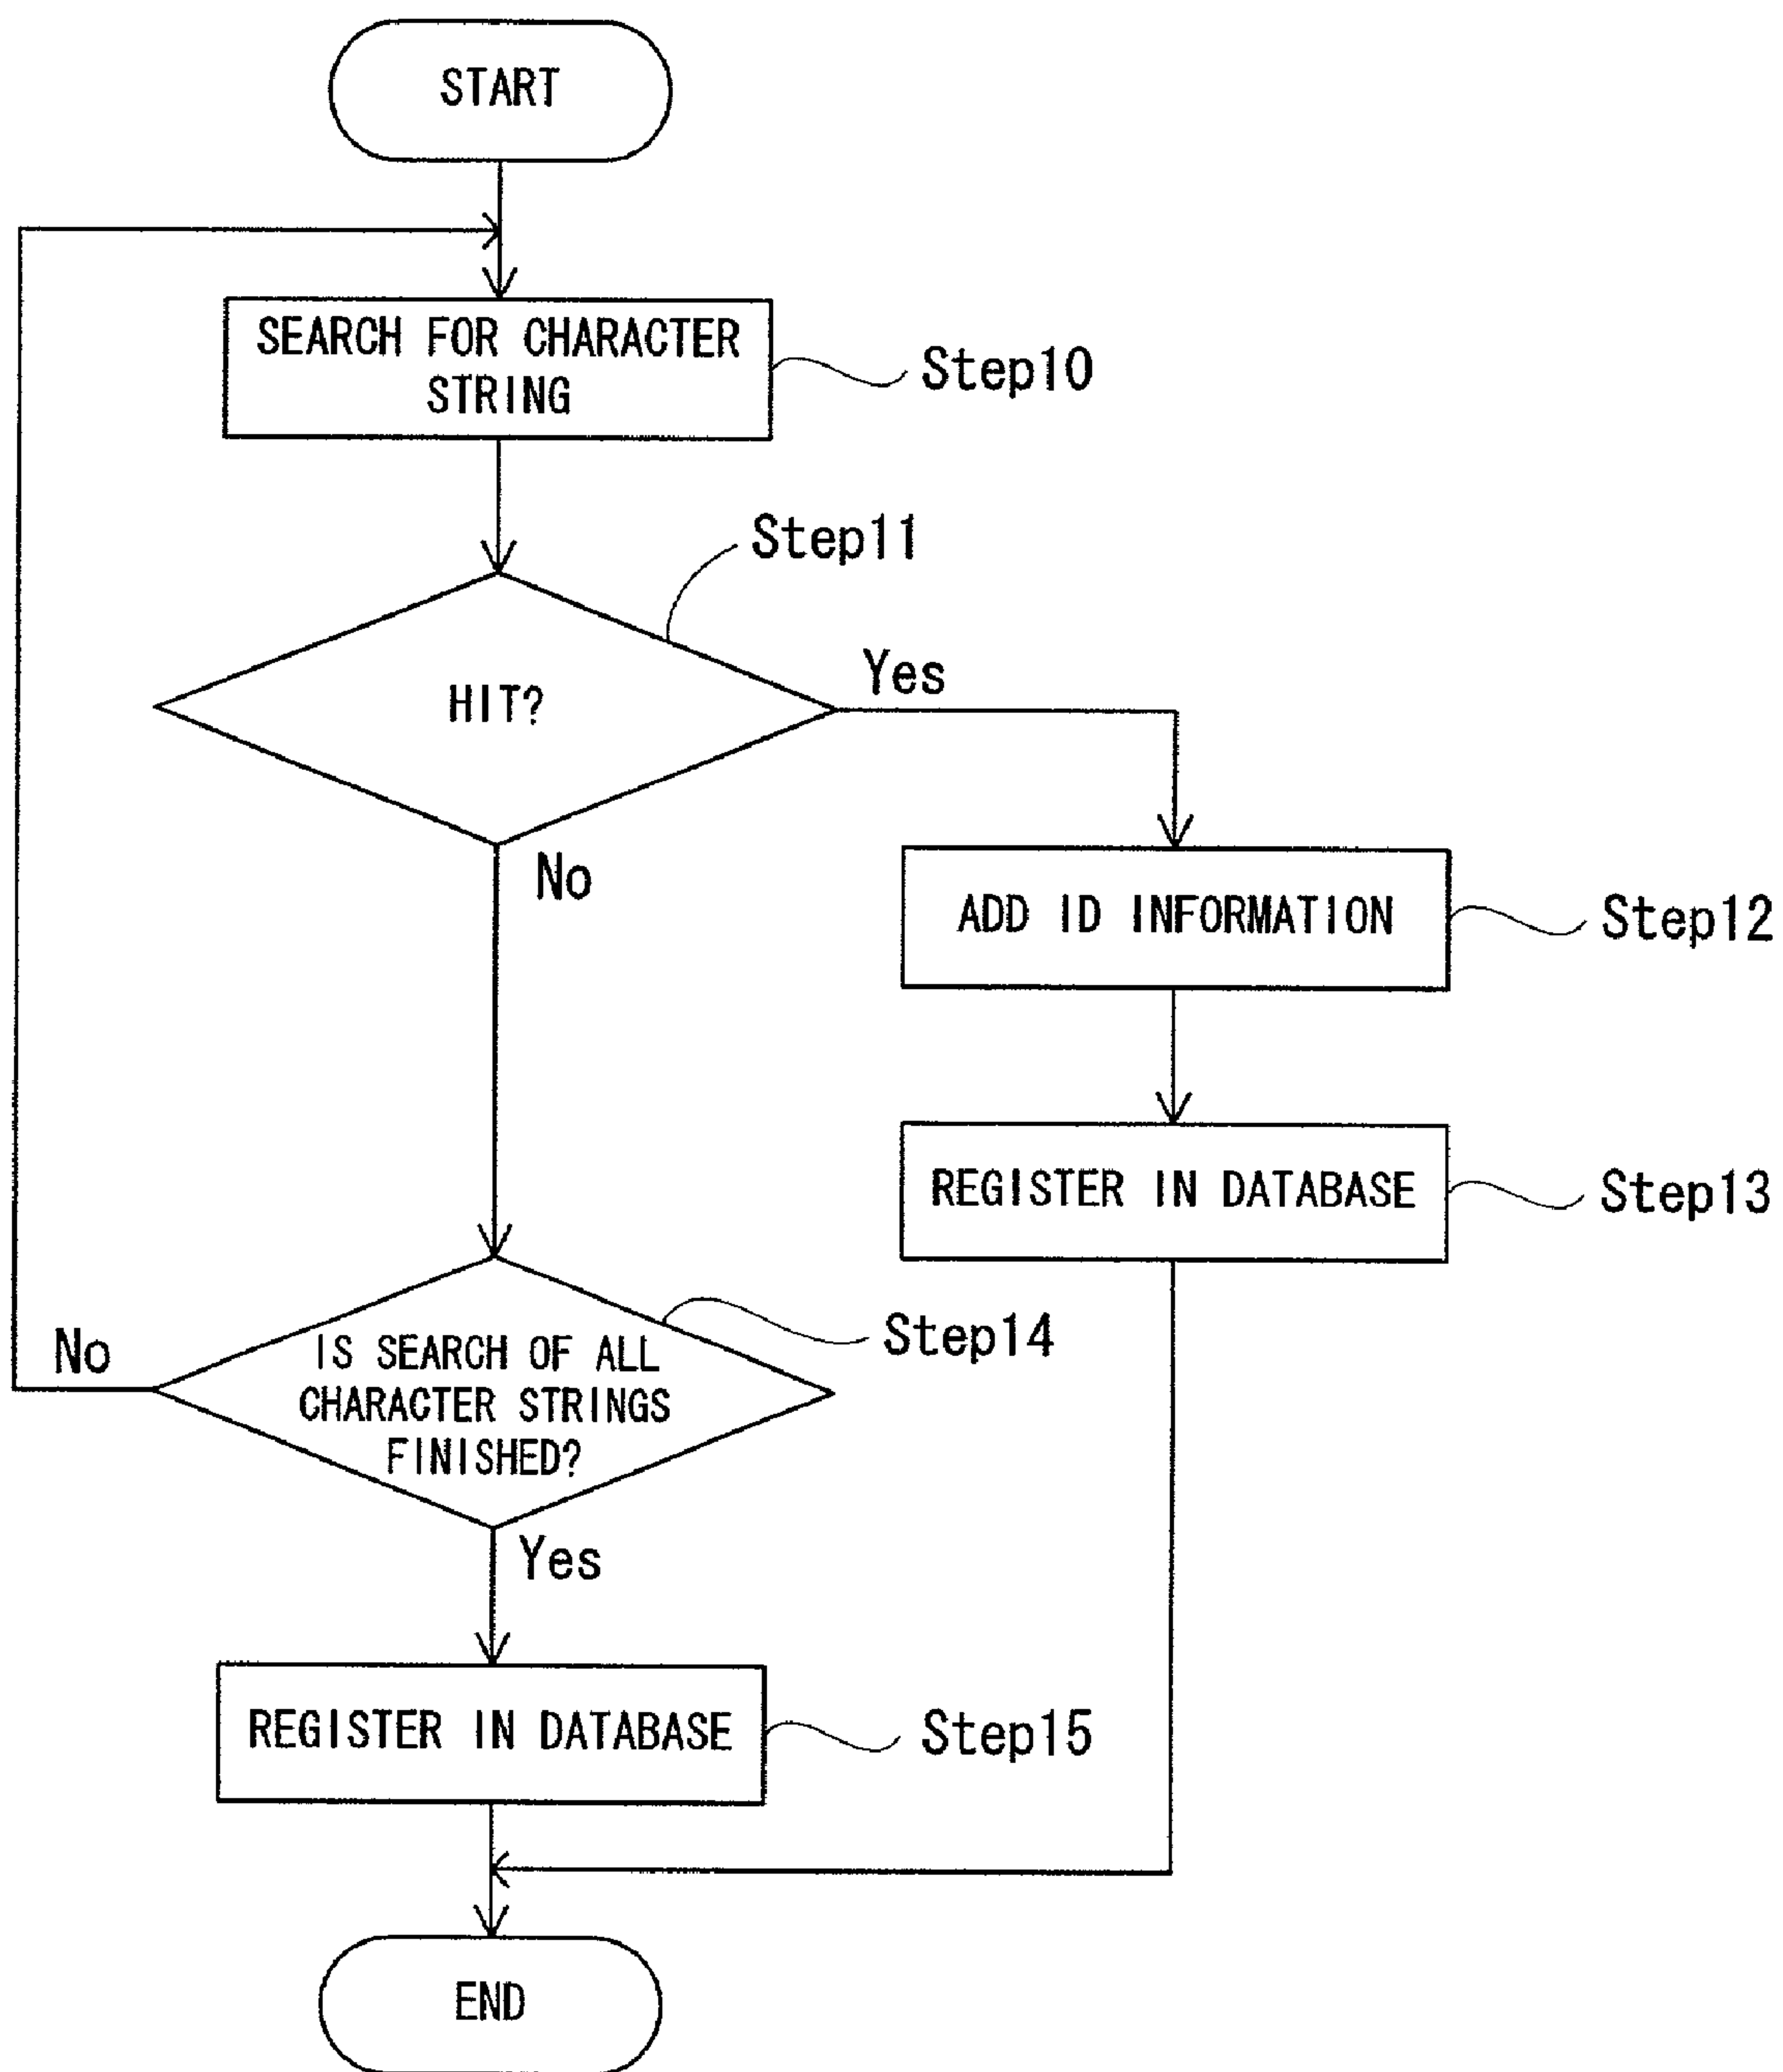 START
SEARCH FOR CHARACTER
STRING
Step10
Step11
HIT?
Yes
No
ADD ID INFORMATION
Step12
REGISTER IN DATABASE
Step13
Step14
No
IS SEARCH OF ALL
CHARACTER STRINGS
FINISHED?
Yes
REGISTER IN DATABASE
Step15
END